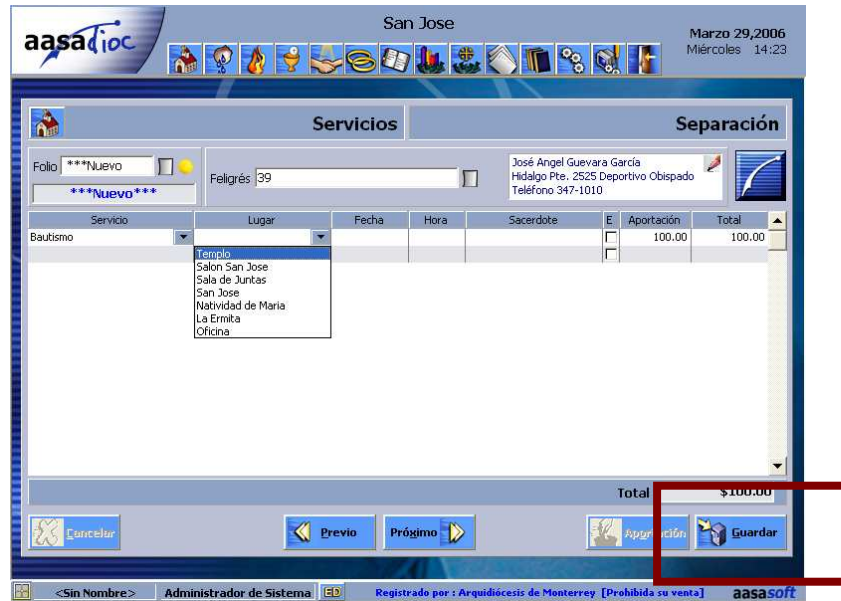 aasadioc
San Jose
Marzo 29,2006
Miércoles 14:23
Servicios
Separación
Folio ***Nuevo
***Nuevo***
Feligrés 39
José Angel Guevara García
Hidalgo Pte. 2525 Deportivo Obispado
Teléfono 347-1010
Servicio Lugar Fecha Hora Sacerdote E Aportación Total
Bautismo 100.00 100.00
Templo
Salon San Jose
Sala de Juntas
San Jose
Natividad de Maria
La Ermita
Oficina
Total $100.00
Cancelar Previo Próximo Aportación Guardar
<Sin Nombre> Administrador de Sistema ED Registrado por : Arquidiócesis de Monterrey [Prohibida su venta] aasasoft